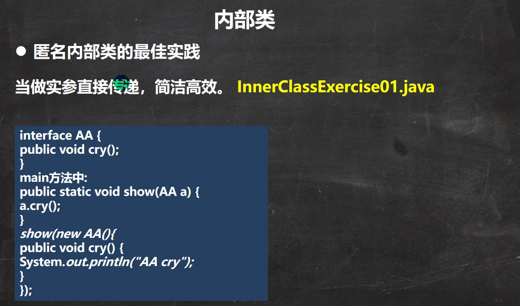 内部类
● 匿名内部类的最佳实践
当做实参直接传递，简洁高效。 InnerClassExercise01.java
interface AA {
public void cry();
}
main方法中:
public static void show(AA a) {
a.cry();
}
show(new AA(){
public void cry() {
System.out.println("AA cry");
}
});